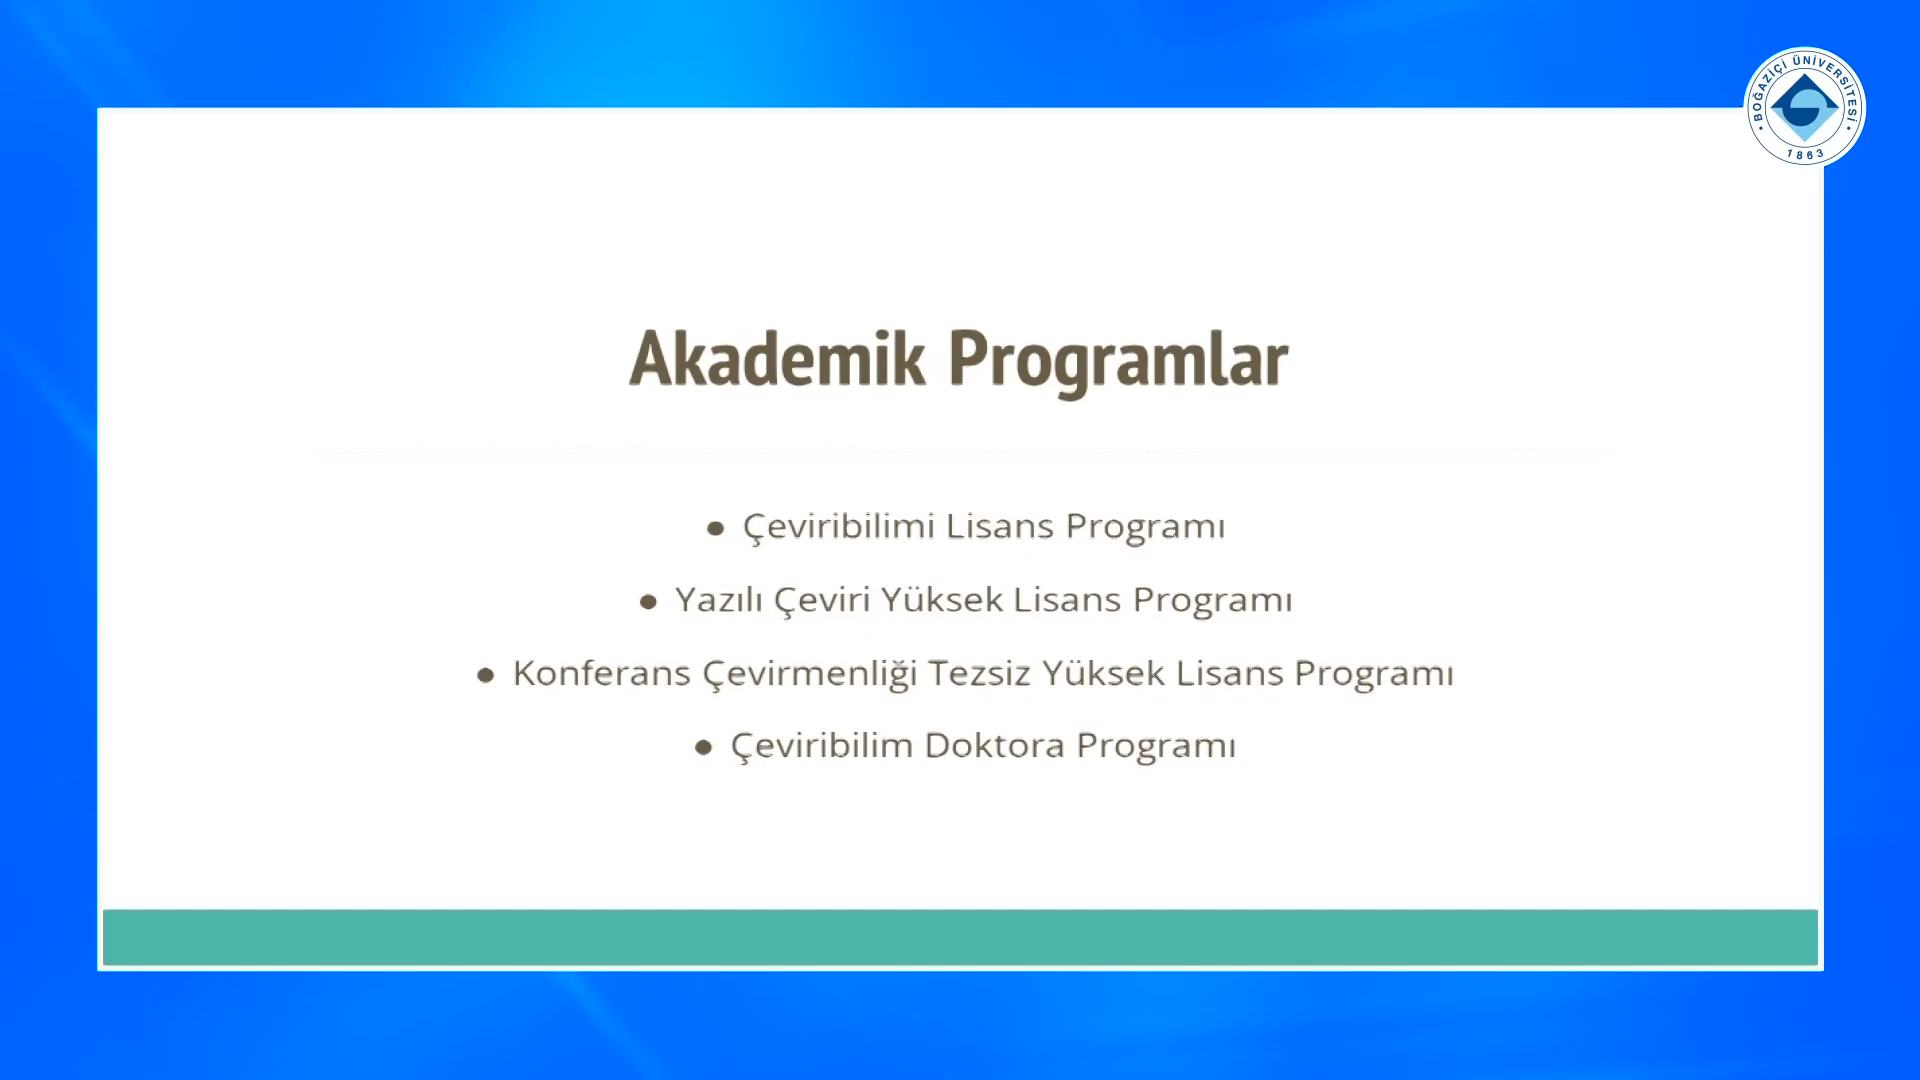 BOĞAZİÇİ ÜNİVERSİTESİ
1863
Akademik Programlar
● Çeviribilimi Lisans Programı
● Yazılı Çeviri Yüksek Lisans Programı
● Konferans Çevirmenliği Tezsiz Yüksek Lisans Programı
● Çeviribilim Doktora Programı